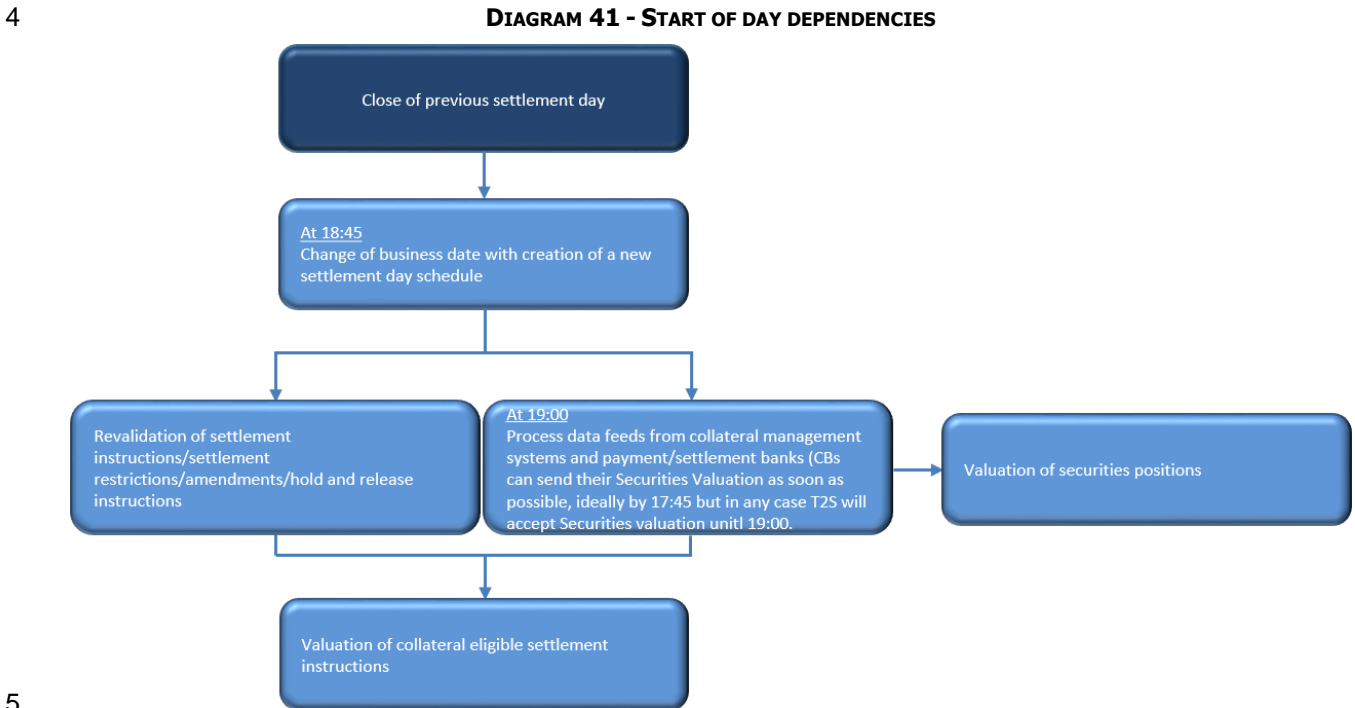 4
DIAGRAM 41 - START OF DAY DEPENDENCIES
Close of previous settlement day
At 18:45
Change of business date with creation of a new
settlement day schedule
Revalidation of settlement
instructions/settlement
restrictions/amendments/hold and release
instructions
At 19:00
Process data feeds from collateral management
systems and payment/settlement banks (CBs
can send their Securities Valuation as soon as
possible, ideally by 17:45 but in any case T2S will
accept Securities valuation unitl 19:00.
Valuation of securities positions
Valuation of collateral eligible settlement
instructions
5